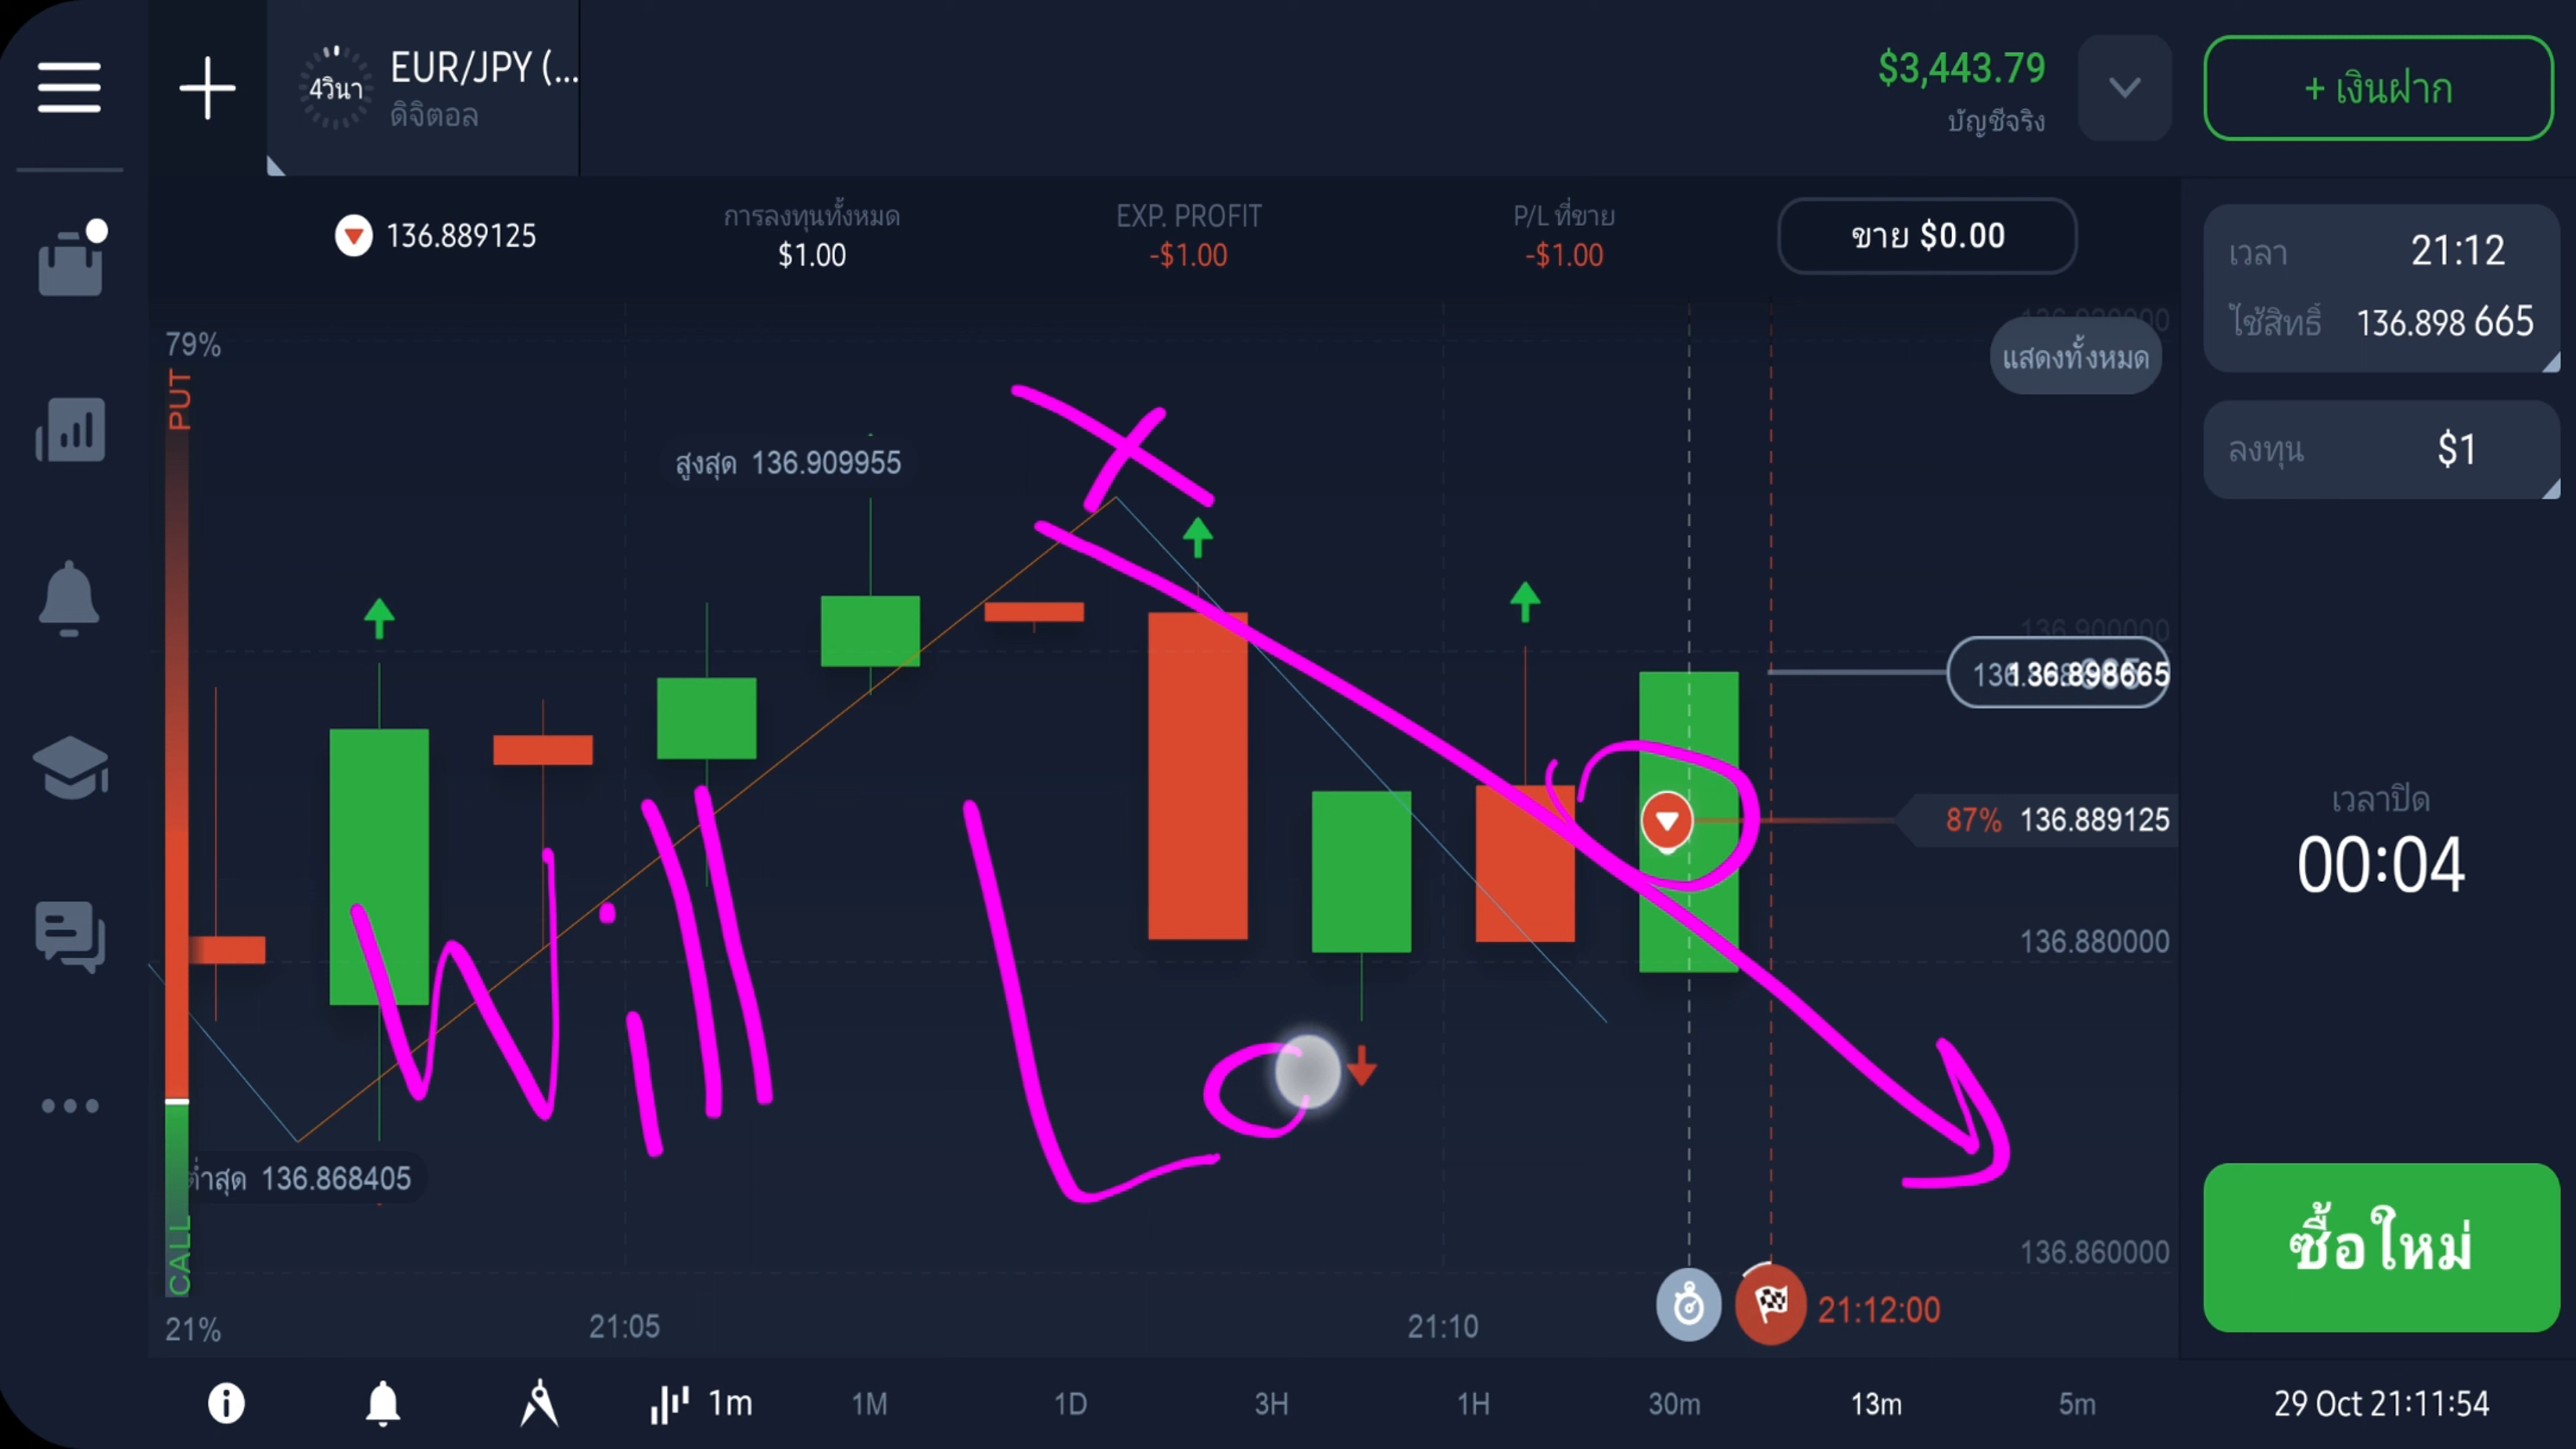 4วินา
EUR/JPY (...
ดิจิตอล
$3,443.79
บัญชีจริง
+ เงินฝาก
136.889125
การลงทุนทั้งหมด
$1.00
EXP. PROFIT
-$1.00
P/L ที่ขาย
-$1.00
ขาย $0.00
เวลา 21:12
ใช้สิทธิ์ 136.898 665
79%
PUT
แสดงทั้งหมด
สูงสุด 136.909955
ลงทุน $1
136.900000
136.898665
87% 136.889125
เวลาปิด
00:04
136.880000
Will Lo
ต่ำสุด 136.868405
CALL
136.860000
ซื้อใหม่
21%
21:05
21:10
21:12:00
1m
1M
1D
3H
1H
30m
13m
5m
29 Oct 21:11:54